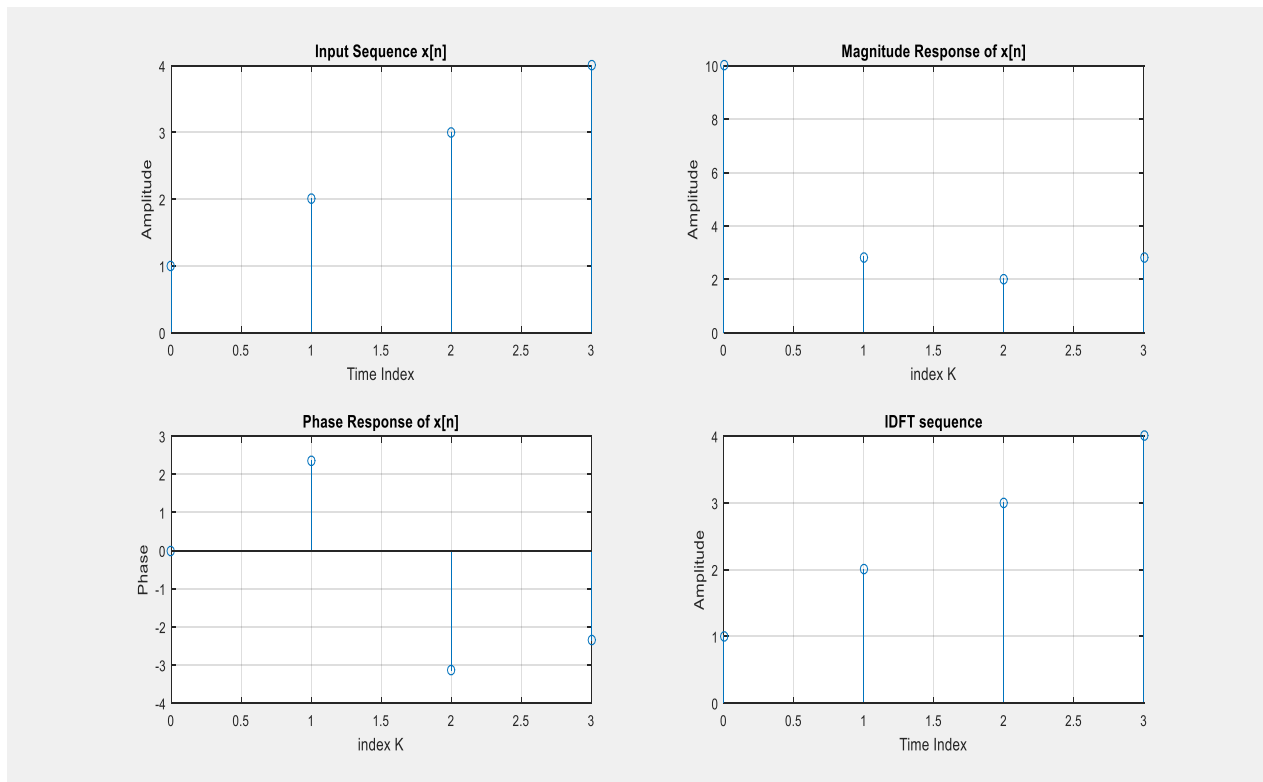 Input Sequence x[n]
4
3
2
1
0
0 0.5 1 1.5 2 2.5 3
Amplitude
Time Index
Magnitude Response of x[n]
10
8
6
4
2
0
0 0.5 1 1.5 2 2.5 3
Amplitude
index K
Phase Response of x[n]
3
2
1
0
-1
-2
-3
-4
0 0.5 1 1.5 2 2.5 3
Phase
index K
IDFT sequence
4
3
2
1
0
0 0.5 1 1.5 2 2.5 3
Amplitude
Time Index